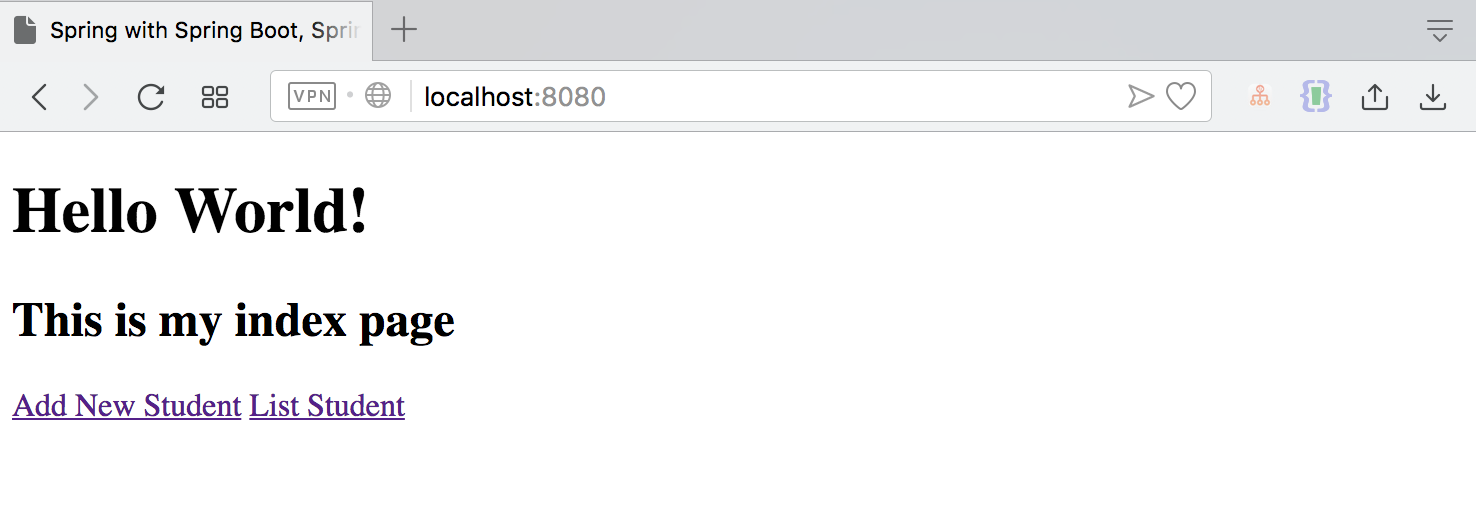 Spring with Spring Boot, Sprin
VPN localhost:8080
Hello World!
This is my index page
Add New Student List Student